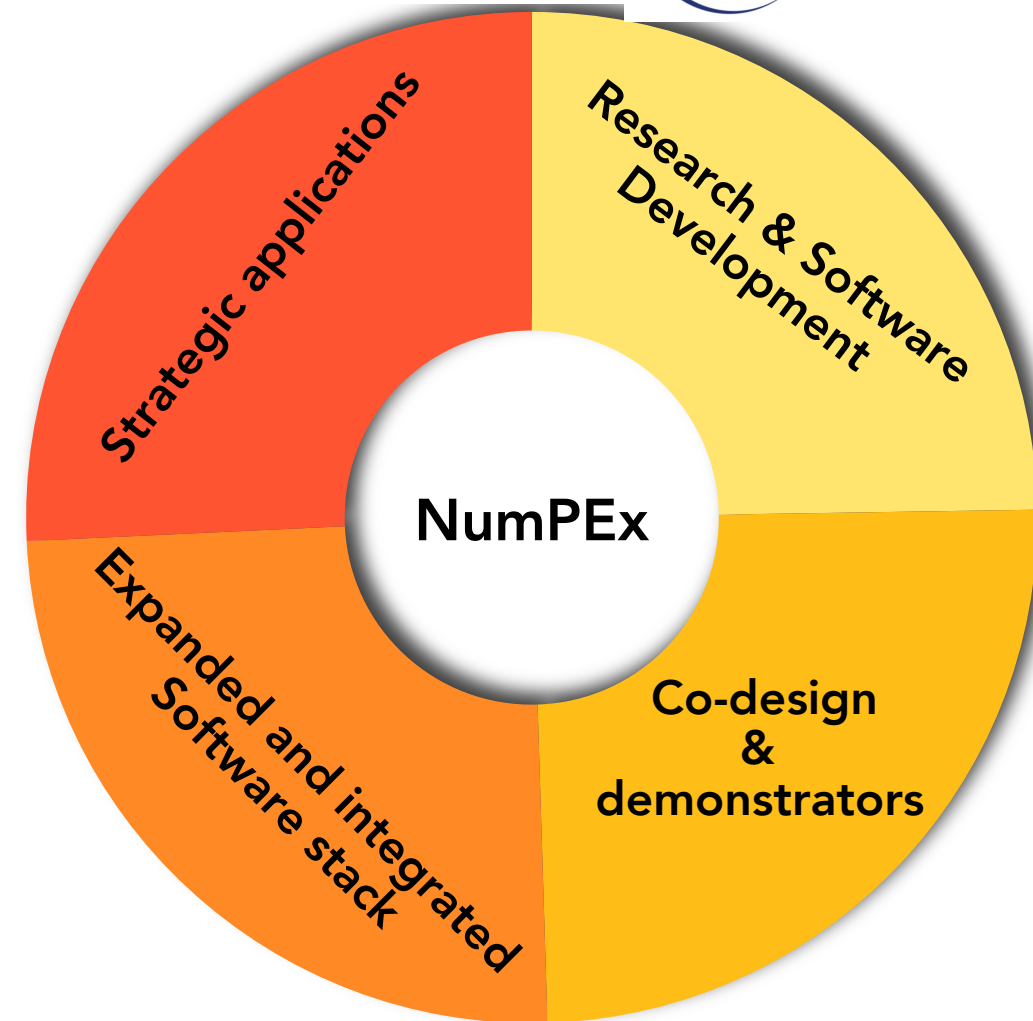 Strategic applications
Research & Software
Development
NumPEx
Expanded and integrated
Software stack
Co-design
&
demonstrators